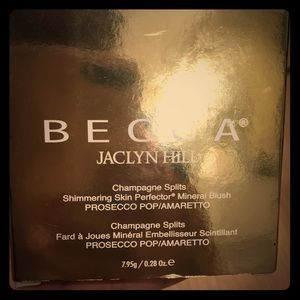 BECCA®
JACLYN HILL
Champagne Splits
Shimmering Skin Perfector® Mineral Blush
PROSECCO POP/AMARETTO
Champagne Splits
Fard à Joues Minéral Embellisseur Scintillant
PROSECCO POP/AMARETTO
7.95g / 0.28 Oz. ℮